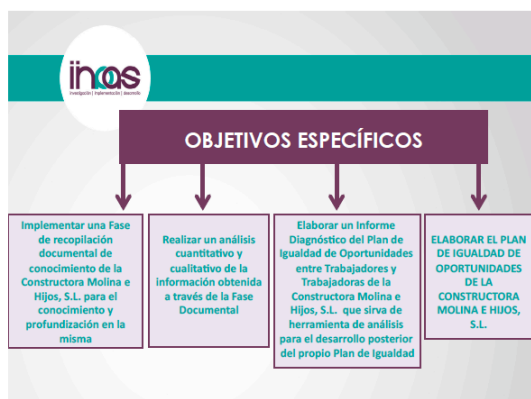 iinoas
Investigación | Implementación | Desarrollo
OBJETIVOS ESPECÍFICOS
Implementar una Fase
de recopilación
documental de
conocimiento de la
Constructora Molina e
Hijos, S.L. para el
conocimiento y
profundización en la
misma
Realizar un análisis
cuantitativo y
cualitativo de la
información obtenida
a través de la Fase
Documental
Elaborar un Informe
Diagnóstico del Plan de
Igualdad de Oportunidades
entre Trabajadores y
Trabajadoras de la
Constructora Molina e
Hijos, S.L. que sirva de
herramienta de análisis
para el desarrollo posterior
del propio Plan de Igualdad
ELABORAR EL PLAN
DE IGUALDAD DE
OPORTUNIDADES
DE LA
CONSTRUCTORA
MOLINA E HIJOS,
S.L.